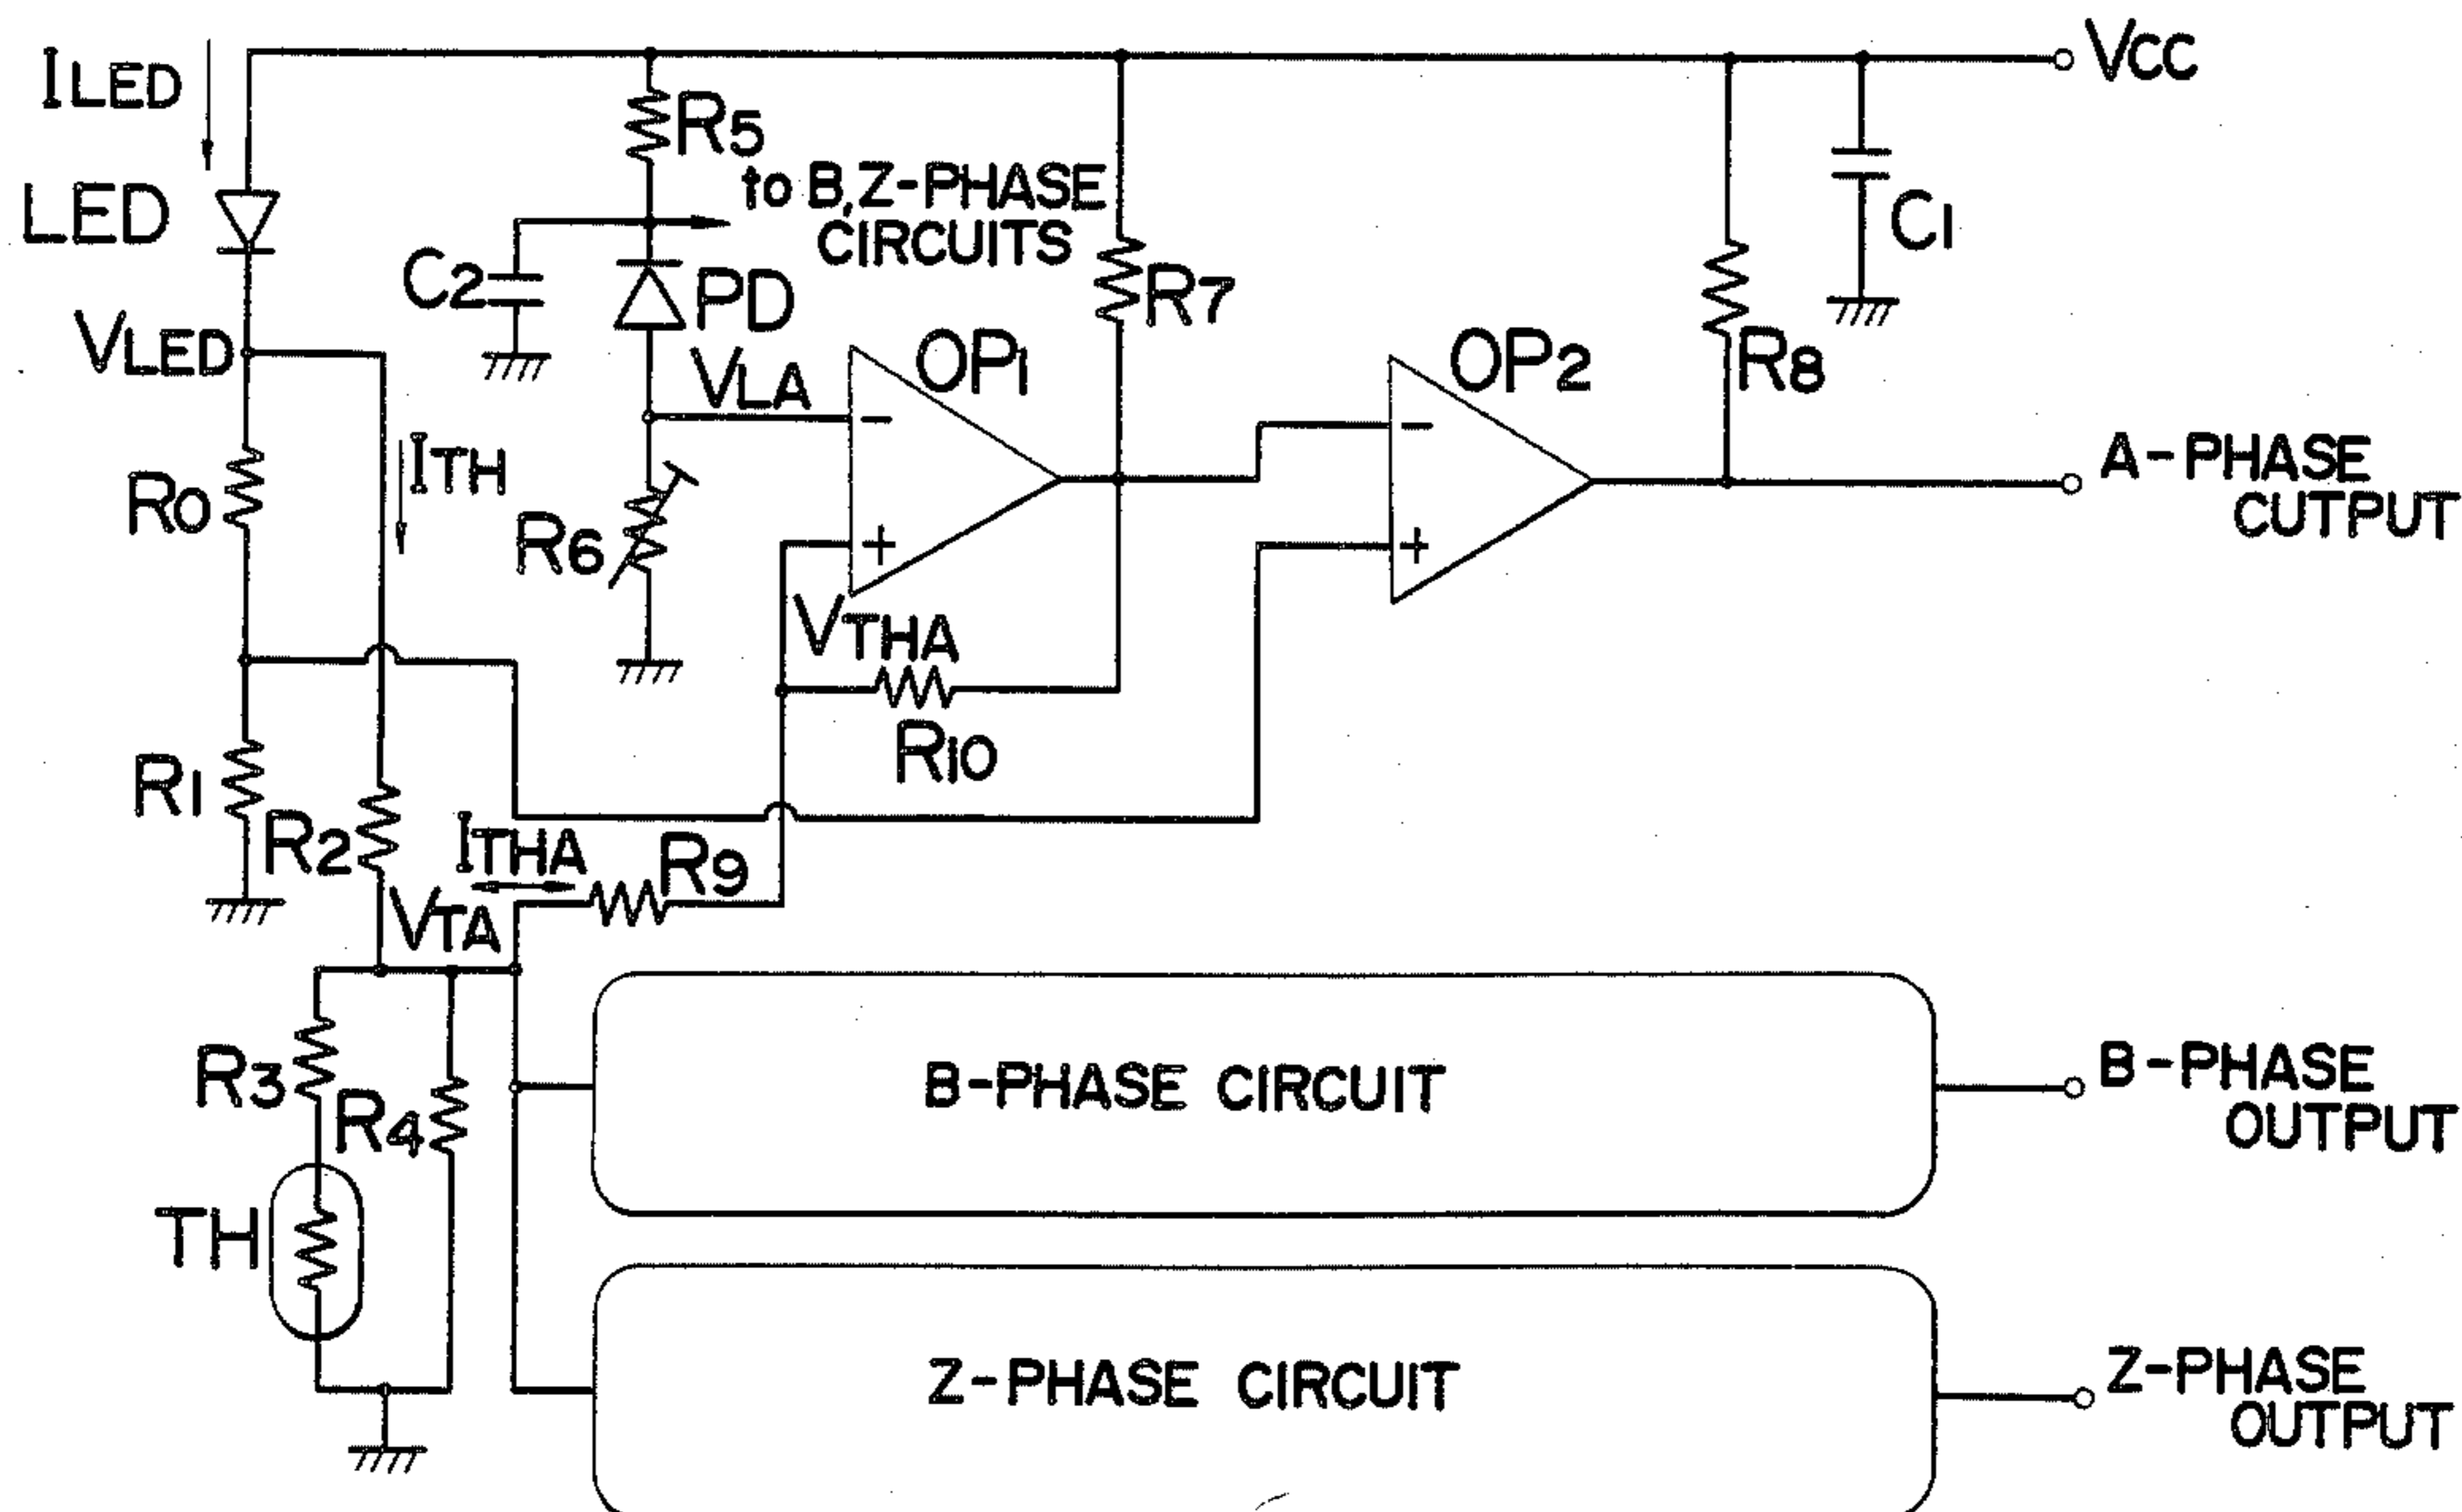 ILED
VCC
R5
to B,Z-PHASE
CIRCUITS
LED
C1
C2
PD
R7
VLED
VLA
OP1
OP2
R8
ITH
A-PHASE
CUTPUT
R0
R6
-
+
-
+
VTHA
R10
R1
R2
ITHA
R9
VTA
R3
R4
B-PHASE CIRCUIT
B-PHASE
OUTPUT
TH
Z-PHASE CIRCUIT
Z-PHASE
OUTPUT